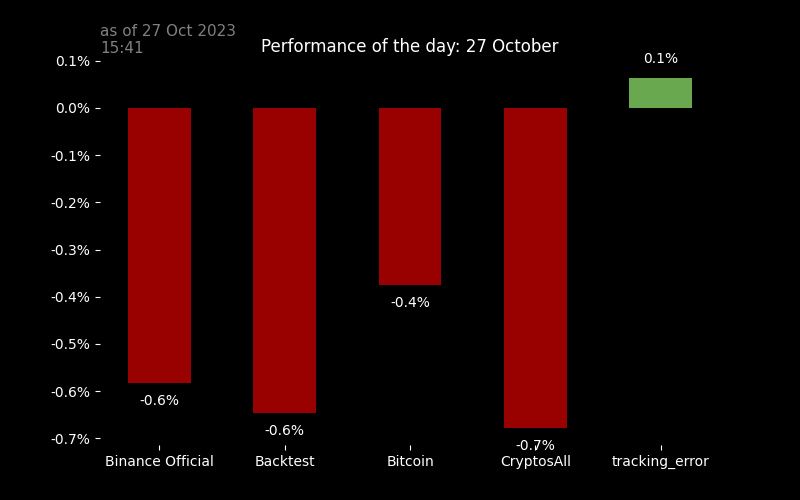 as of 27 Oct 2023
15:41
Performance of the day: 27 October
0.1%
0.0%
-0.1%
-0.2%
-0.3%
-0.4%
-0.5%
-0.6%
-0.7%
0.1%
-0.4%
-0.6%
-0.6%
-0.7%
Binance Official
Backtest
Bitcoin
CryptosAll
tracking_error